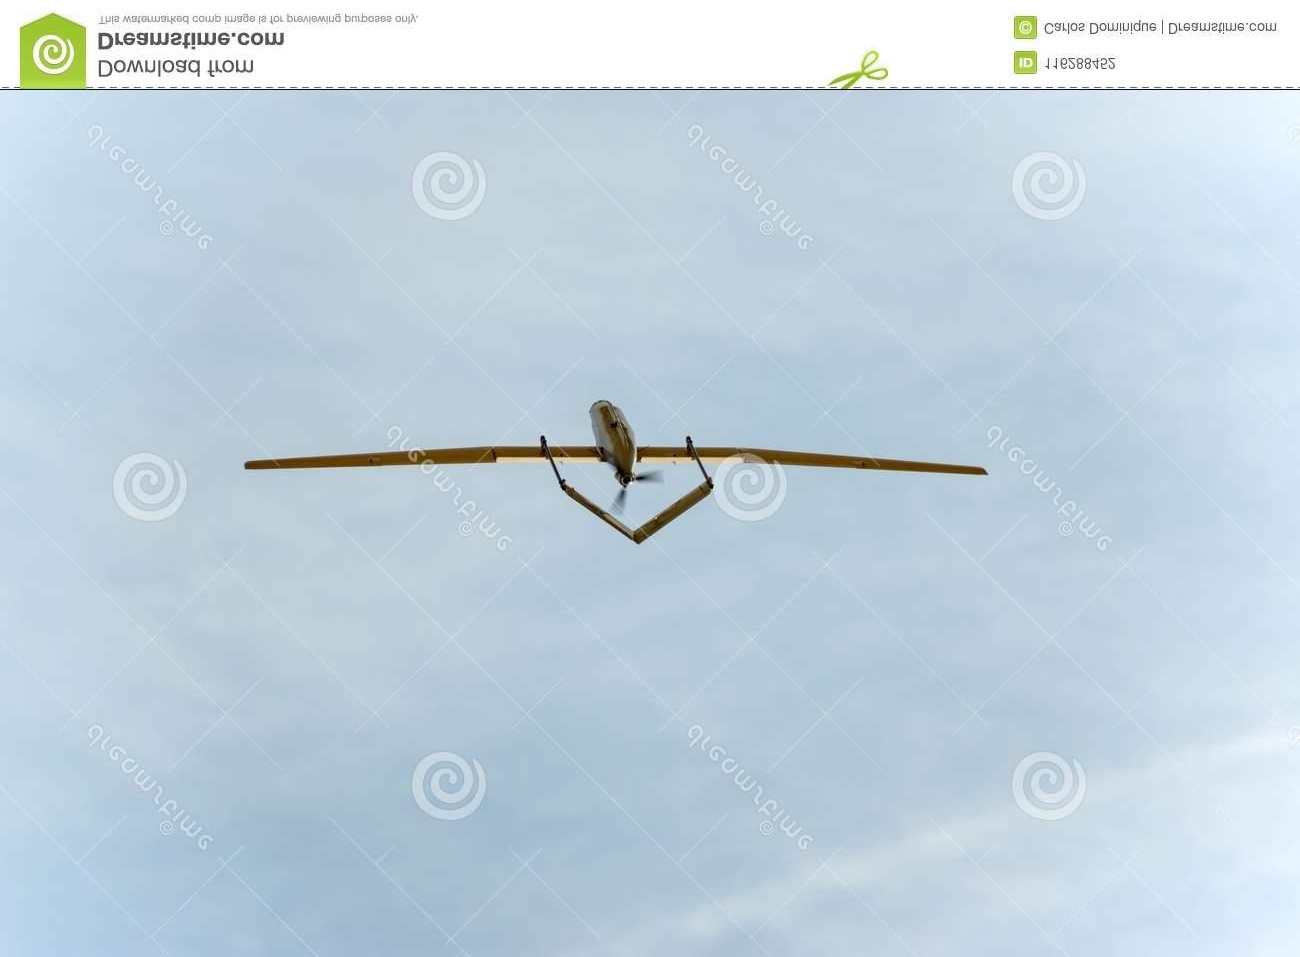 This watermarked comp image is for previewing purposes only.
Dreamstime.com
Download from
© Carlos Dominique | Dreamstime.com
ID 116288452
dreamstime
dreamstime
dreamstime
dreamstime
dreamstime
dreamstime